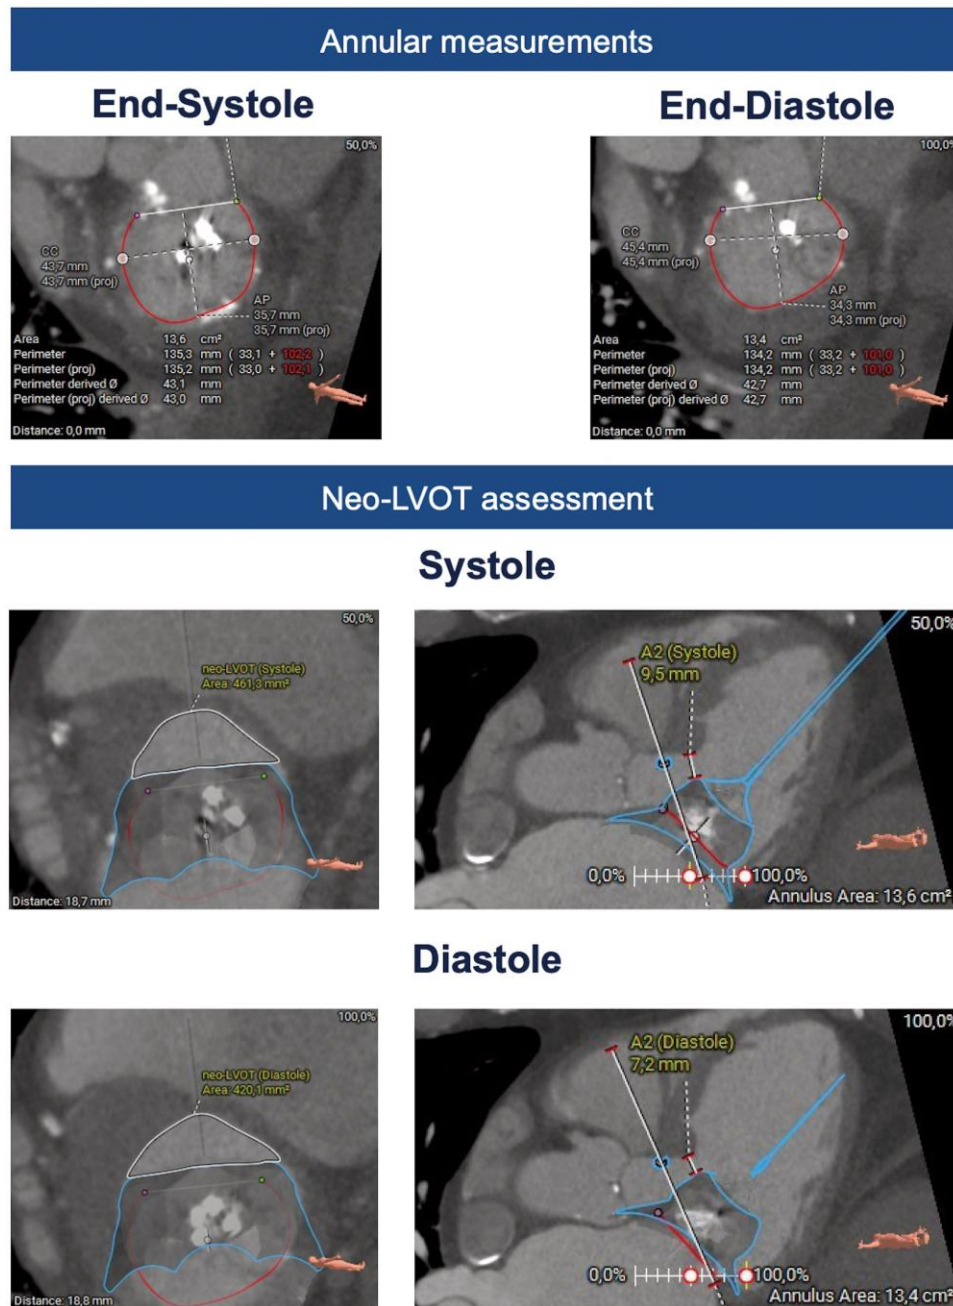 Annular measurements
End-Systole
End-Diastole
50,0%
CC
43,7 mm
43,7 mm (proj)
AP
35,7 mm
35,7 mm (proj)
Area 13,6 cm²
Perimeter 135,3 mm ( 33,1 + 102,2 )
Perimeter (proj) 135,2 mm ( 33,0 + 102,1 )
Perimeter derived Ø 43,1 mm
Perimeter (proj) derived Ø 43,0 mm
Distance: 0,0 mm
100,0%
CC
45,4 mm
45,4 mm (proj)
AP
34,3 mm
34,3 mm (proj)
Area 13,4 cm²
Perimeter 134,2 mm ( 33,2 + 101,0 )
Perimeter (proj) 134,2 mm ( 33,2 + 101,0 )
Perimeter derived Ø 42,7 mm
Perimeter (proj) derived Ø 42,7 mm
Distance: 0,0 mm
Neo-LVOT assessment
Systole
50,0%
neo-LVOT (Systole)
Area: 461,3 mm²
Distance: 18,7 mm
50,0%
A2 (Systole)
9,5 mm
0,0% 100,0%
Annulus Area: 13,6 cm²
Diastole
100,0%
neo-LVOT (Diastole)
Area: 420,1 mm²
Distance: 18,8 mm
100,0%
A2 (Diastole)
7,2 mm
0,0% 100,0%
Annulus Area: 13,4 cm²